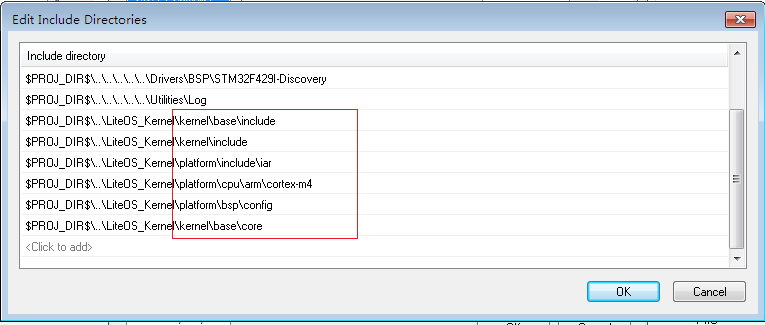 Edit Include Directories
Include directory
$PROJ_DIR$\..\..\..\..\..\Drivers\BSP\STM32F429I-Discovery
$PROJ_DIR$\..\..\..\..\..\Utilities\Log
$PROJ_DIR$\..\LiteOS_Kernel\kernel\base\include
$PROJ_DIR$\..\LiteOS_Kernel\kernel\include
$PROJ_DIR$\..\LiteOS_Kernel\platform\include\iar
$PROJ_DIR$\..\LiteOS_Kernel\platform\cpu\arm\cortex-m4
$PROJ_DIR$\..\LiteOS_Kernel\platform\bsp\config
$PROJ_DIR$\..\LiteOS_Kernel\kernel\base\core
<Click to add>
OK Cancel